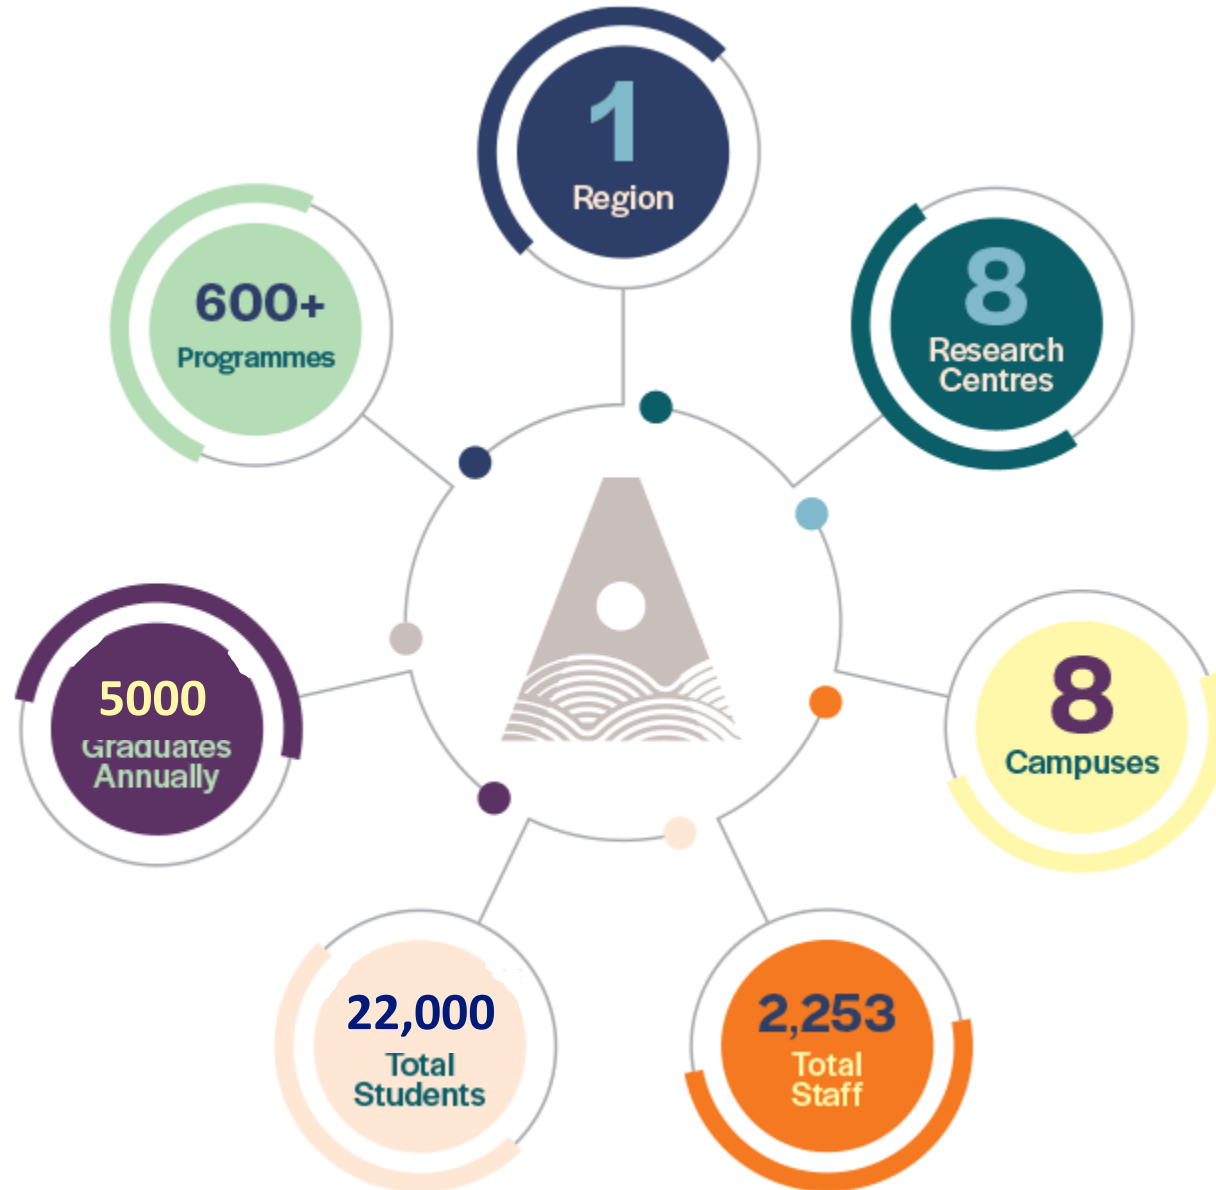 1
Region
8
Research
Centres
8
Campuses
2,253
Total
Staff
22,000
Total
Students
5000
Graduates
Annually
600+
Programmes